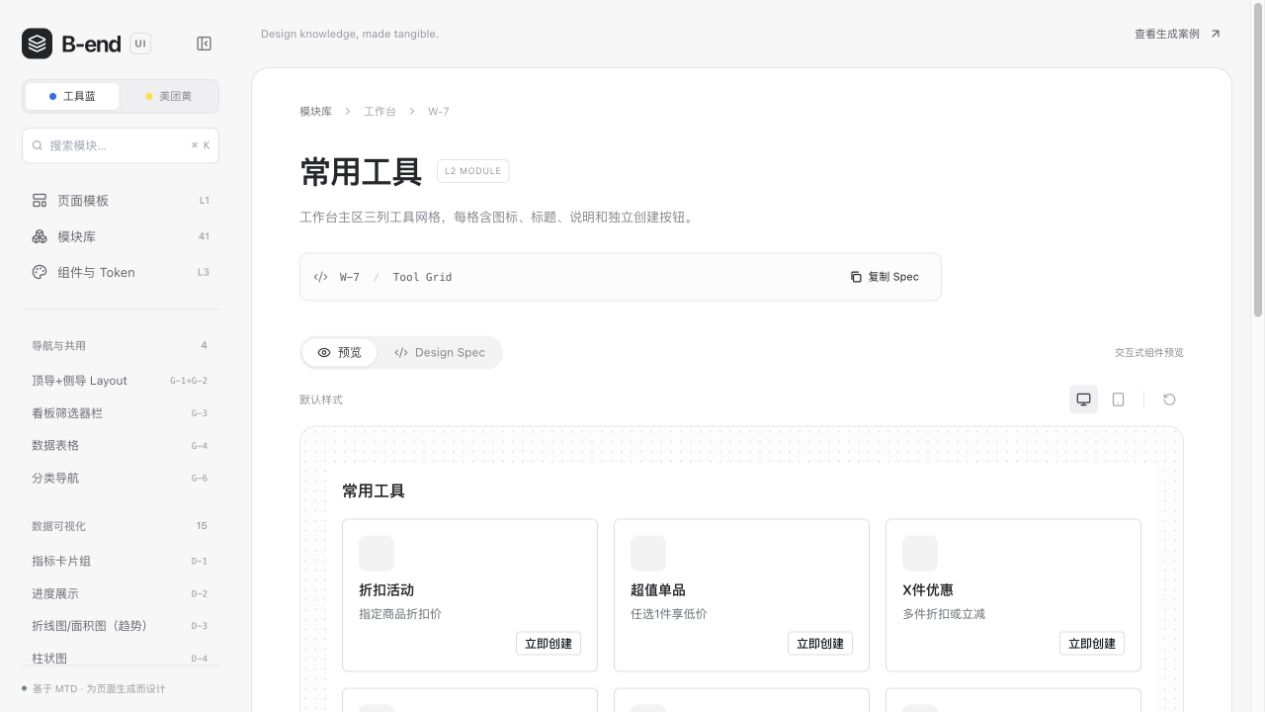 B-end UI
工具蓝 美团黄
搜索模块... ⌘ K
页面模板 L1
模块库 41
组件与 Token L3
导航与共用 4
顶导+侧导 Layout G-1+G-2
看板筛选器栏 G-3
数据表格 G-4
分类导航 G-6
数据可视化 15
指标卡片组 D-1
进度展示 D-2
折线图/面积图（趋势） D-3
柱状图 D-4
基于 MTD · 为页面生成而设计
Design knowledge, made tangible.
查看生成案例
模块库 > 工作台 > W-7
常用工具 L2 MODULE
工作台主区三列工具网格，每格含图标、标题、说明和独立创建按钮。
</> W-7 / Tool Grid 复制 Spec
预览 </> Design Spec 交互式组件预览
默认样式
常用工具
折扣活动 超值单品 X件优惠
指定商品折扣价 任选1件享低价 多件折扣或立减
立即创建 立即创建 立即创建